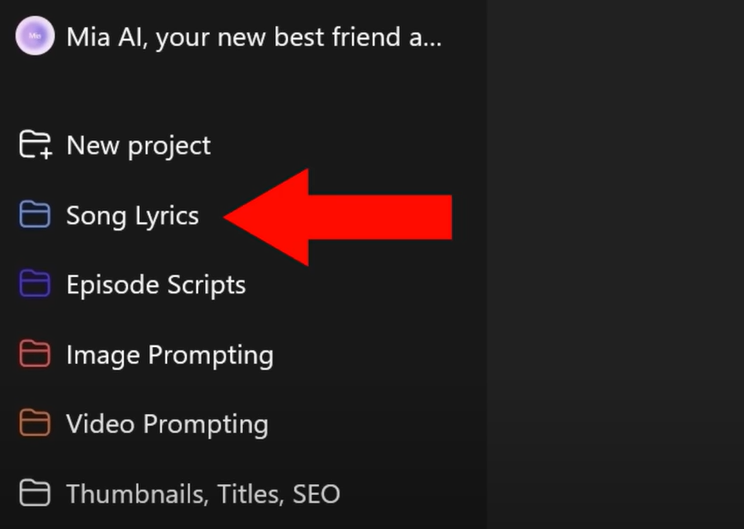 Mia AI, your new best friend a...
New project
Song Lyrics
Episode Scripts
Image Prompting
Video Prompting
Thumbnails, Titles, SEO